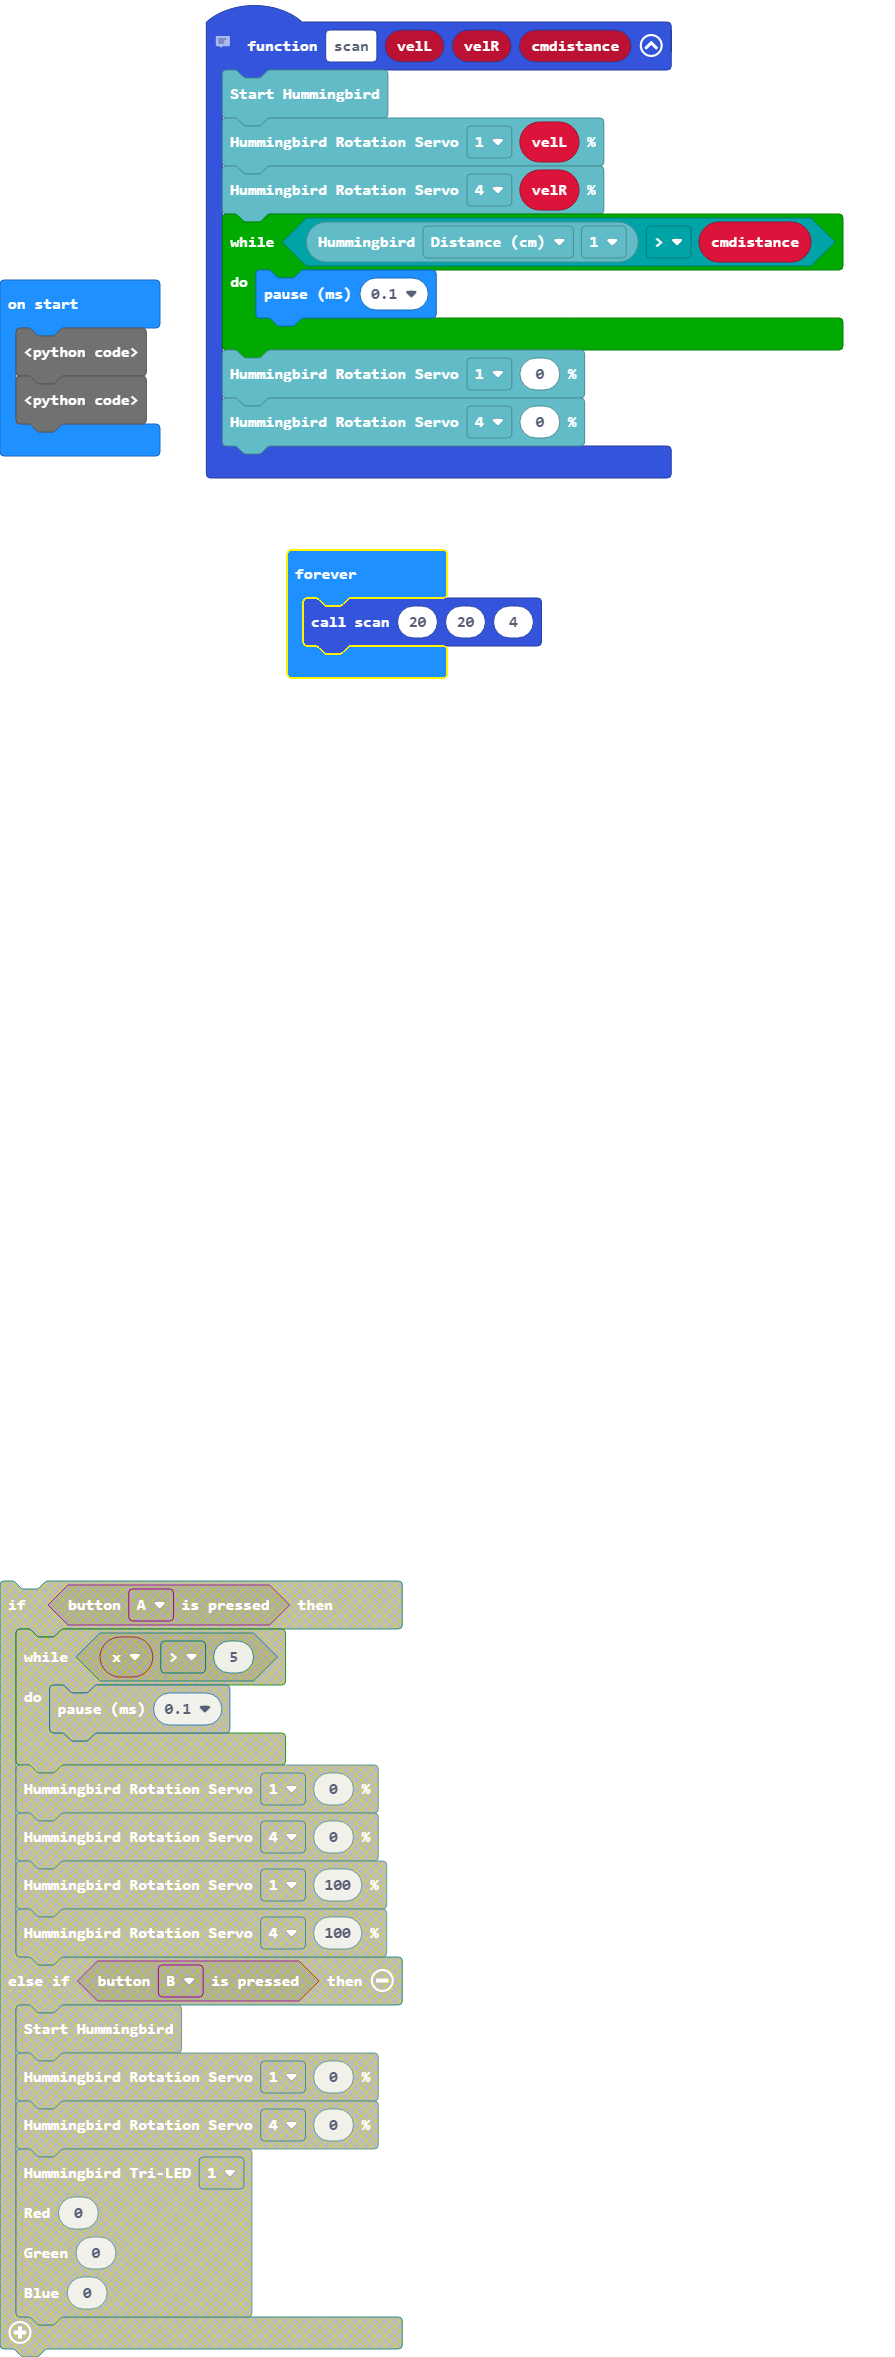 function scan velL velR cmdistance
Start Hummingbird
Hummingbird Rotation Servo 1 velL %
Hummingbird Rotation Servo 4 velR %
while Hummingbird Distance (cm) 1 > cmdistance
do
pause (ms) 0.1
Hummingbird Rotation Servo 1 0 %
Hummingbird Rotation Servo 4 0 %
on start
<python code>
<python code>
forever
call scan 20 20 4
if button A is pressed then
while x > 5
do
pause (ms) 0.1
Hummingbird Rotation Servo 1 0 %
Hummingbird Rotation Servo 4 0 %
Hummingbird Rotation Servo 1 100 %
Hummingbird Rotation Servo 4 100 %
else if button B is pressed then
Start Hummingbird
Hummingbird Rotation Servo 1 0 %
Hummingbird Rotation Servo 4 0 %
Hummingbird Tri-LED 1
Red 0
Green 0
Blue 0